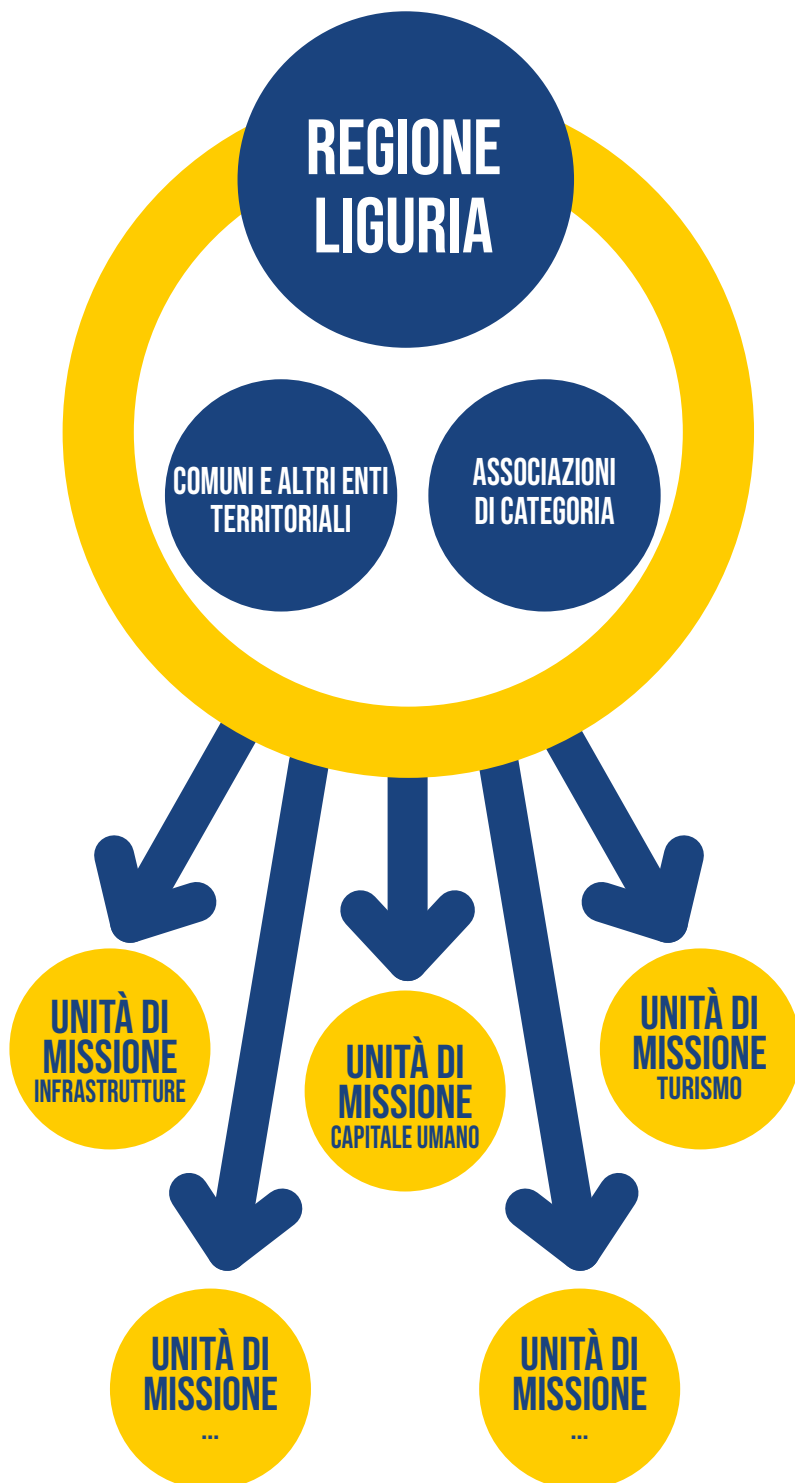 REGIONE
LIGURIA
COMUNI E ALTRI ENTI
TERRITORIALI
ASSOCIAZIONI
DI CATEGORIA
UNITÀ DI
MISSIONE
INFRASTRUTTURE
UNITÀ DI
MISSIONE
CAPITALE UMANO
UNITÀ DI
MISSIONE
TURISMO
UNITÀ DI
MISSIONE
...
UNITÀ DI
MISSIONE
...